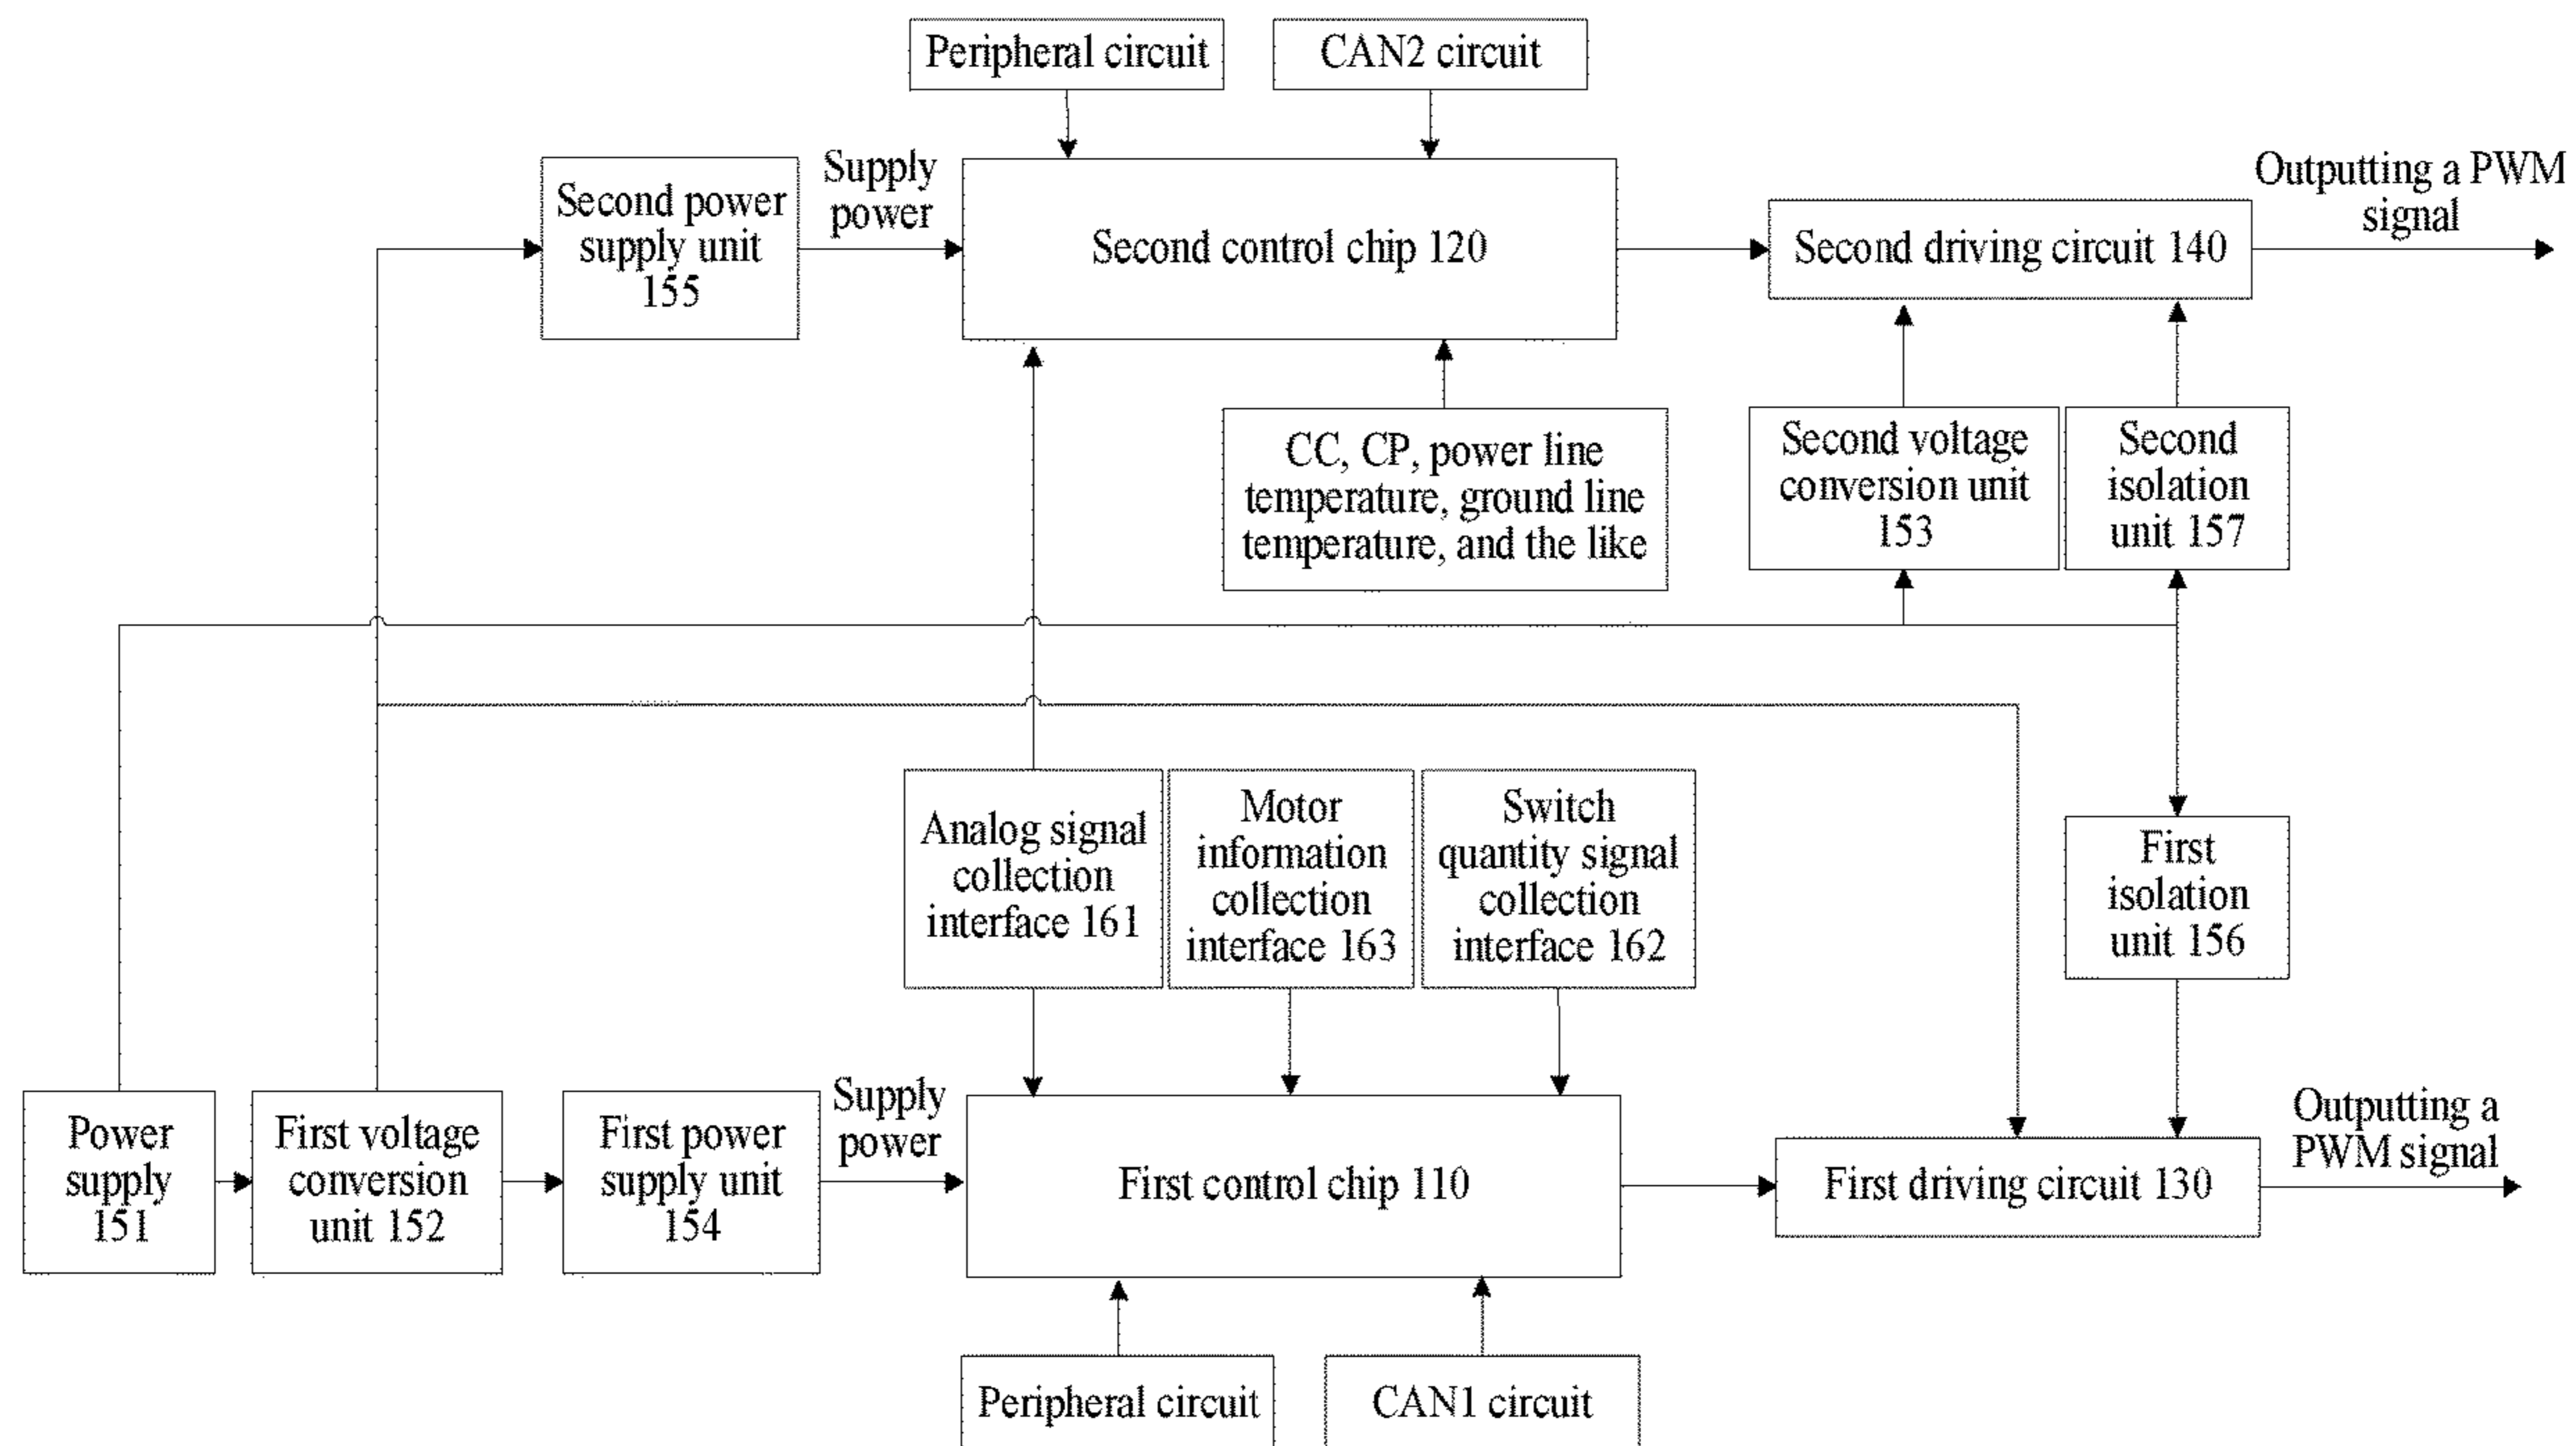 Peripheral circuit
CAN2 circuit
Second power
supply unit
155
Supply
power
Second control chip 120
Second driving circuit 140
Outputting a PWM
signal
CC, CP, power line
temperature, ground line
temperature, and the like
Second voltage
conversion unit
153
Second
isolation
unit 157
Analog signal
collection
interface 161
Motor
information
collection
interface 163
Switch
quantity signal
collection
interface 162
First
isolation
unit 156
Power
supply
151
First voltage
conversion
unit 152
First power
supply unit
154
Supply
power
First control chip 110
First driving circuit 130
Outputting a
PWM signal
Peripheral circuit
CAN1 circuit